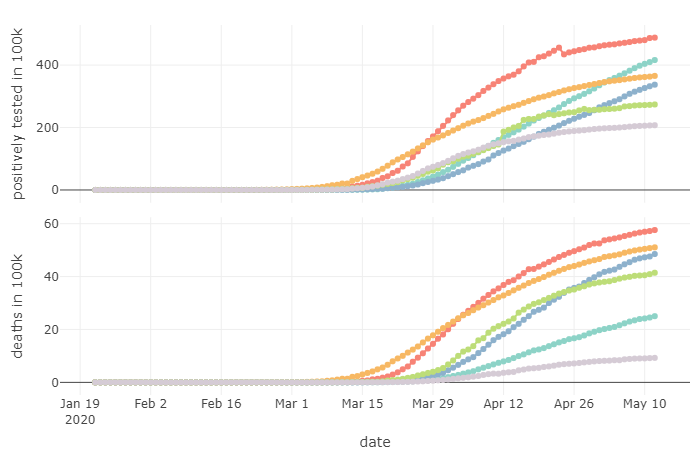 positively tested in 100k
400
200
0
deaths in 100k
60
40
20
0
Jan 19 Feb 2 Feb 16 Mar 1 Mar 15 Mar 29 Apr 12 Apr 26 May 10
2020
date